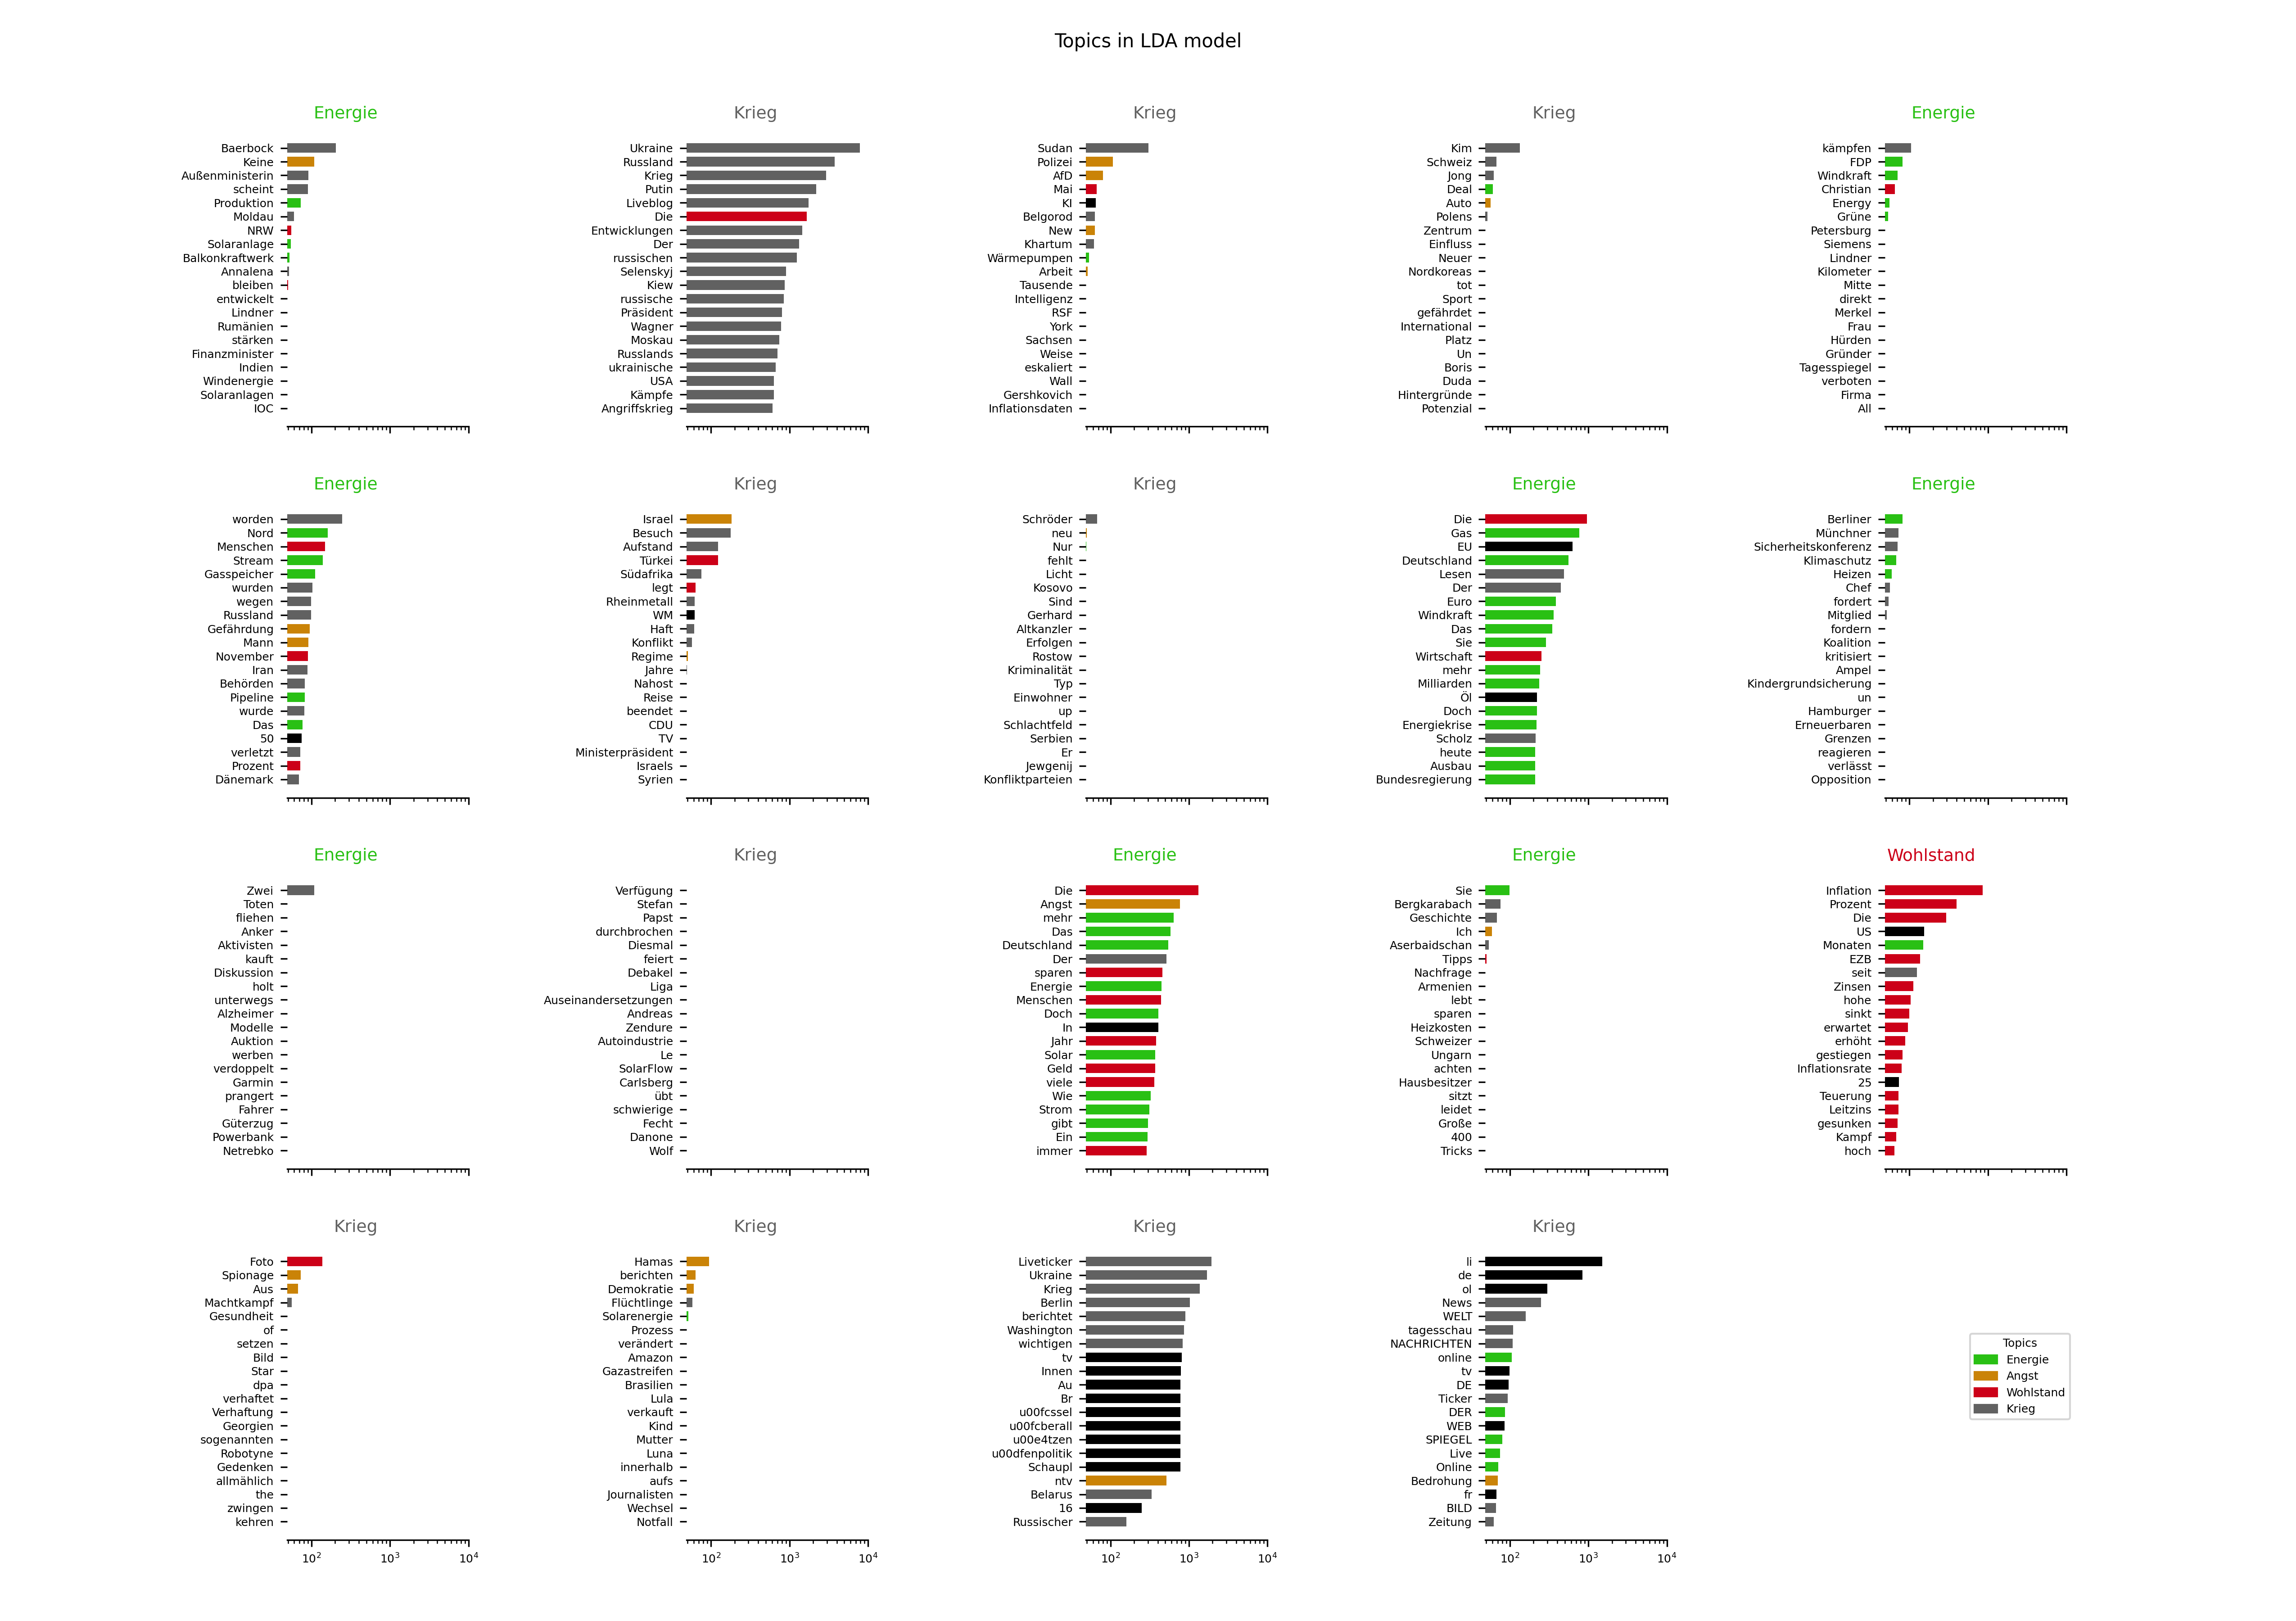 Topics in LDA model
Energie
Baerbock
Keine
Außenministerin
scheint
Produktion
Moldau
NRW
Solaranlage
Balkonkraftwerk
Annalena
bleiben
entwickelt
Lindner
Rumänien
stärken
Finanzminister
Indien
Windenergie
Solaranlagen
IOC
Krieg
Ukraine
Russland
Krieg
Putin
Liveblog
Die
Entwicklungen
Der
russischen
Selenskyj
Kiew
russische
Präsident
Wagner
Moskau
Russlands
ukrainische
USA
Kämpfe
Angriffskrieg
Krieg
Sudan
Polizei
AfD
Mai
KI
Belgorod
New
Khartum
Wärmepumpen
Arbeit
Tausende
Intelligenz
RSF
York
Sachsen
Weise
eskaliert
Wall
Gershkovich
Inflationsdaten
Krieg
Kim
Schweiz
Jong
Deal
Auto
Polens
Zentrum
Einfluss
Neuer
Nordkoreas
tot
Sport
gefährdet
International
Platz
Un
Boris
Duda
Hintergründe
Potenzial
Energie
kämpfen
FDP
Windkraft
Christian
Energy
Grüne
Petersburg
Siemens
Lindner
Kilometer
Mitte
direkt
Merkel
Frau
Hürden
Gründer
Tagesspiegel
verboten
Firma
All
Energie
worden
Nord
Menschen
Stream
Gasspeicher
wurden
wegen
Russland
Gefährdung
Mann
November
Iran
Behörden
Pipeline
wurde
Das
50
verletzt
Prozent
Dänemark
Krieg
Israel
Besuch
Aufstand
Türkei
Südafrika
legt
Rheinmetall
WM
Haft
Konflikt
Regime
Jahre
Nahost
Reise
beendet
CDU
TV
Ministerpräsident
Israels
Syrien
Krieg
Schröder
neu
Nur
fehlt
Licht
Kosovo
Sind
Gerhard
Altkanzler
Erfolgen
Rostow
Kriminalität
Typ
Einwohner
up
Schlachtfeld
Serbien
Er
Jewgenij
Konfliktparteien
Energie
Die
Gas
EU
Deutschland
Lesen
Der
Euro
Windkraft
Das
Sie
Wirtschaft
mehr
Milliarden
Öl
Doch
Energiekrise
Scholz
heute
Ausbau
Bundesregierung
Energie
Berliner
Münchner
Sicherheitskonferenz
Klimaschutz
Heizen
Chef
fordert
Mitglied
fordern
Koalition
kritisiert
Ampel
Kindergrundsicherung
un
Hamburger
Erneuerbaren
Grenzen
reagieren
verlässt
Opposition
Energie
Zwei
Toten
fliehen
Anker
Aktivisten
kauft
Diskussion
holt
unterwegs
Alzheimer
Modelle
Auktion
werben
verdoppelt
Garmin
prangert
Fahrer
Güterzug
Powerbank
Netrebko
Krieg
Verfügung
Stefan
Papst
durchbrochen
Diesmal
feiert
Debakel
Liga
Auseinandersetzungen
Andreas
Zendure
Autoindustrie
Le
SolarFlow
Carlsberg
übt
schwierige
Fecht
Danone
Wolf
Energie
Die
Angst
mehr
Das
Deutschland
Der
sparen
Energie
Menschen
Doch
In
Jahr
Solar
Geld
viele
Wie
Strom
gibt
Ein
immer
Energie
Sie
Bergkarabach
Geschichte
Ich
Aserbaidschan
Tipps
Nachfrage
Armenien
lebt
sparen
Heizkosten
Schweizer
Ungarn
achten
Hausbesitzer
sitzt
leidet
Große
400
Tricks
Wohlstand
Inflation
Prozent
Die
US
Monaten
EZB
seit
Zinsen
hohe
sinkt
erwartet
erhöht
gestiegen
Inflationsrate
25
Teuerung
Leitzins
gesunken
Kampf
hoch
Krieg
Foto
Spionage
Aus
Machtkampf
Gesundheit
of
setzen
Bild
Star
dpa
verhaftet
Verhaftung
Georgien
sogenannten
Robotyne
Gedenken
allmählich
the
zwingen
kehren
10² 10³ 10⁴
Krieg
Hamas
berichten
Demokratie
Flüchtlinge
Solarenergie
Prozess
verändert
Amazon
Gazastreifen
Brasilien
Lula
verkauft
Kind
Mutter
Luna
innerhalb
aufs
Journalisten
Wechsel
Notfall
10² 10³ 10⁴
Krieg
Liveticker
Ukraine
Krieg
Berlin
berichtet
Washington
wichtigen
tv
Innen
Au
Br
u00fcssel
u00fcberall
u00e4tzen
u00dfenpolitik
Schaupl
ntv
Belarus
16
Russischer
10² 10³ 10⁴
Krieg
li
de
ol
News
WELT
tagesschau
NACHRICHTEN
online
tv
DE
Ticker
DER
WEB
SPIEGEL
Live
Online
Bedrohung
fr
BILD
Zeitung
10² 10³ 10⁴
Topics
Energie
Angst
Wohlstand
Krieg